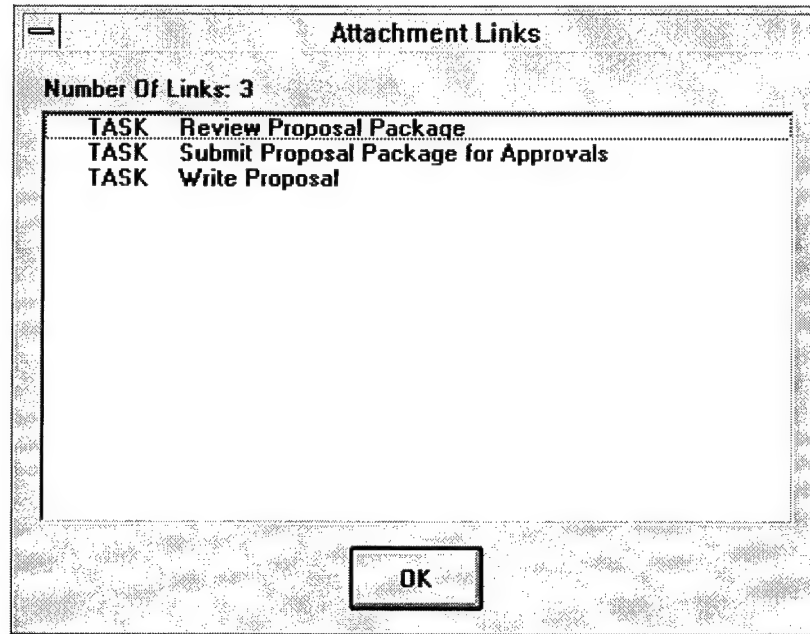 Attachment Links
Number Of Links: 3
TASK Review Proposal Package
TASK Submit Proposal Package for Approvals
TASK Write Proposal
OK